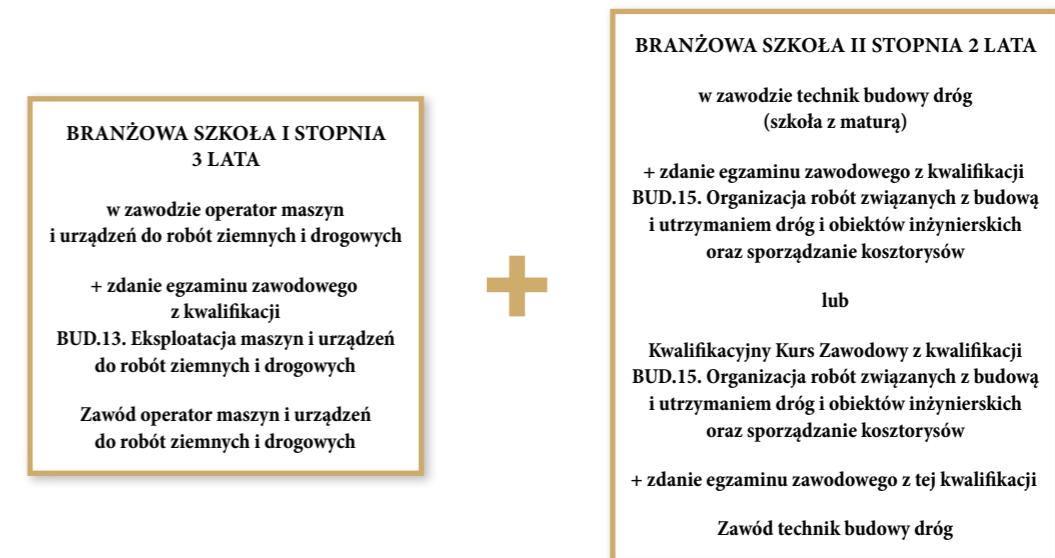 BRANŻOWA SZKOŁA I STOPNIA
3 LATA
w zawodzie operator maszyn
i urządzeń do robót ziemnych i drogowych
+ zdanie egzaminu zawodowego
z kwalifikacji
BUD.13. Eksploatacja maszyn i urządzeń
do robót ziemnych i drogowych
Zawód operator maszyn i urządzeń
do robót ziemnych i drogowych
+
BRANŻOWA SZKOŁA II STOPNIA 2 LATA
w zawodzie technik budowy dróg
(szkoła z maturą)
+ zdanie egzaminu zawodowego z kwalifikacji
BUD.15. Organizacja robót związanych z budową
i utrzymaniem dróg i obiektów inżynierskich
oraz sporządzanie kosztorysów
lub
Kwalifikacyjny Kurs Zawodowy z kwalifikacji
BUD.15. Organizacja robót związanych z budową
i utrzymaniem dróg i obiektów inżynierskich
oraz sporządzanie kosztorysów
+ zdanie egzaminu zawodowego z tej kwalifikacji
Zawód technik budowy dróg